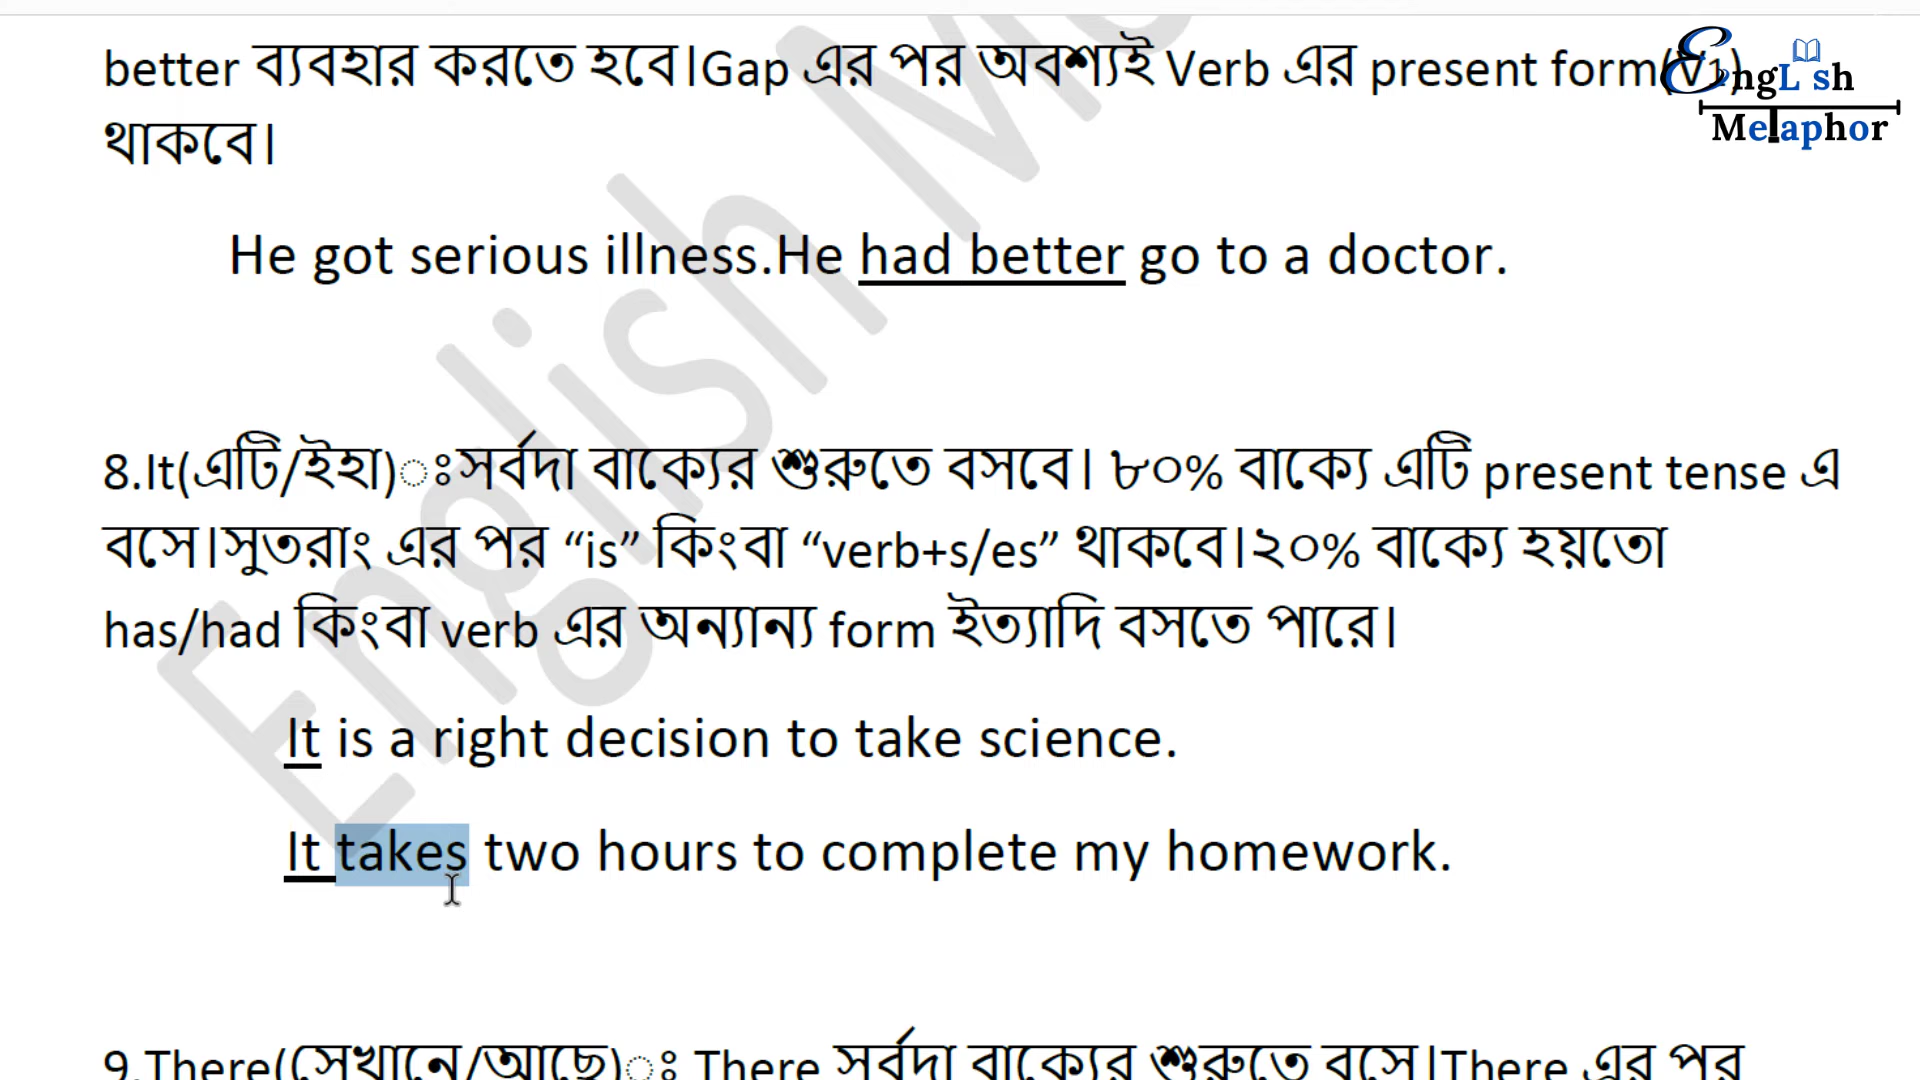 better ব্যবহার করতে হবে।Gap এর পর অবশ্যই Verb এর present form(V1)
থাকবে।
EngLish
Metaphor
He got serious illness.He had better go to a doctor.
8.It(এটি/ইহা)ঃসর্বদা বাক্যের শুরুতে বসবে। ৮০% বাক্যে এটি present tense এ
বসে।সুতরাং এর পর “is” কিংবা “verb+s/es” থাকবে।২০% বাক্যে হয়তো
has/had কিংবা verb এর অন্যান্য form ইত্যাদি বসতে পারে।
It is a right decision to take science.
It takes two hours to complete my homework.
9.There(সেখানে/আছে)ঃ There সর্বদা বাক্যের শুরুতে বসে।There এর পর
English Me